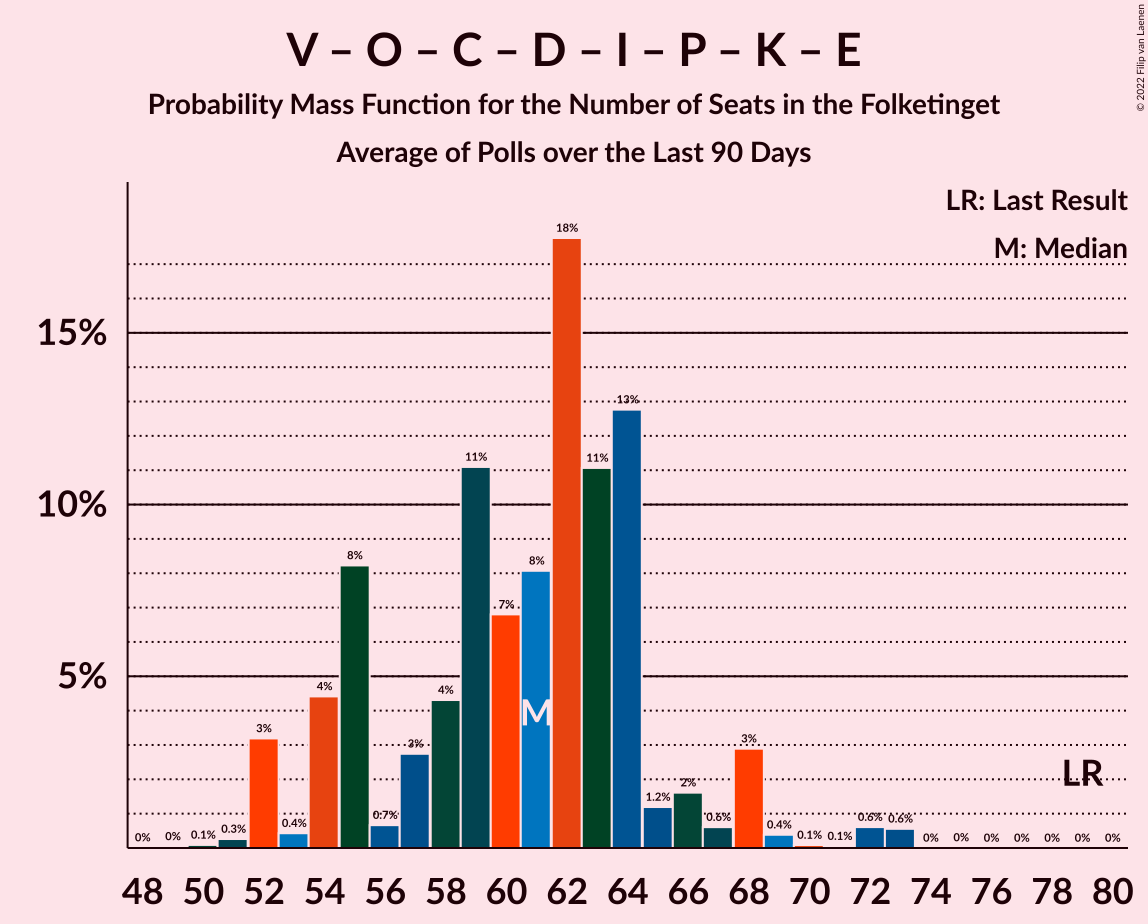 V – O – C – D – I – P – K – E
Probability Mass Function for the Number of Seats in the Folketinget
Average of Polls over the Last 90 Days
© 2022 Filip van Laenen
LR: Last Result
M: Median
15%
10%
5%
0% 0% 0.1% 0.3% 3% 0.4% 4% 8% 0.7% 3% 4% 11% 7% 8% 18% 11% 13% 1.2% 2% 0.6% 3% 0.4% 0.1% 0.1% 0.6% 0.6% 0% 0% 0% 0% 0% 0% 0%
M
LR
48 50 52 54 56 58 60 62 64 66 68 70 72 74 76 78 80